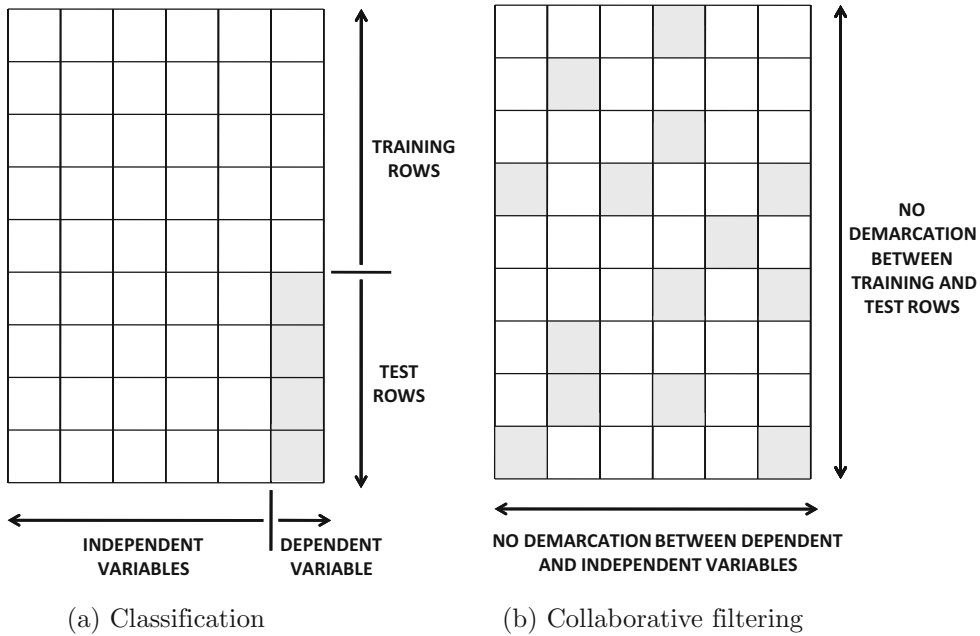 TRAINING
ROWS
TEST
ROWS
INDEPENDENT
VARIABLES
DEPENDENT
VARIABLE
(a) Classification
NO
DEMARCATION
BETWEEN
TRAINING AND
TEST ROWS
NO DEMARCATION BETWEEN DEPENDENT
AND INDEPENDENT VARIABLES
(b) Collaborative filtering